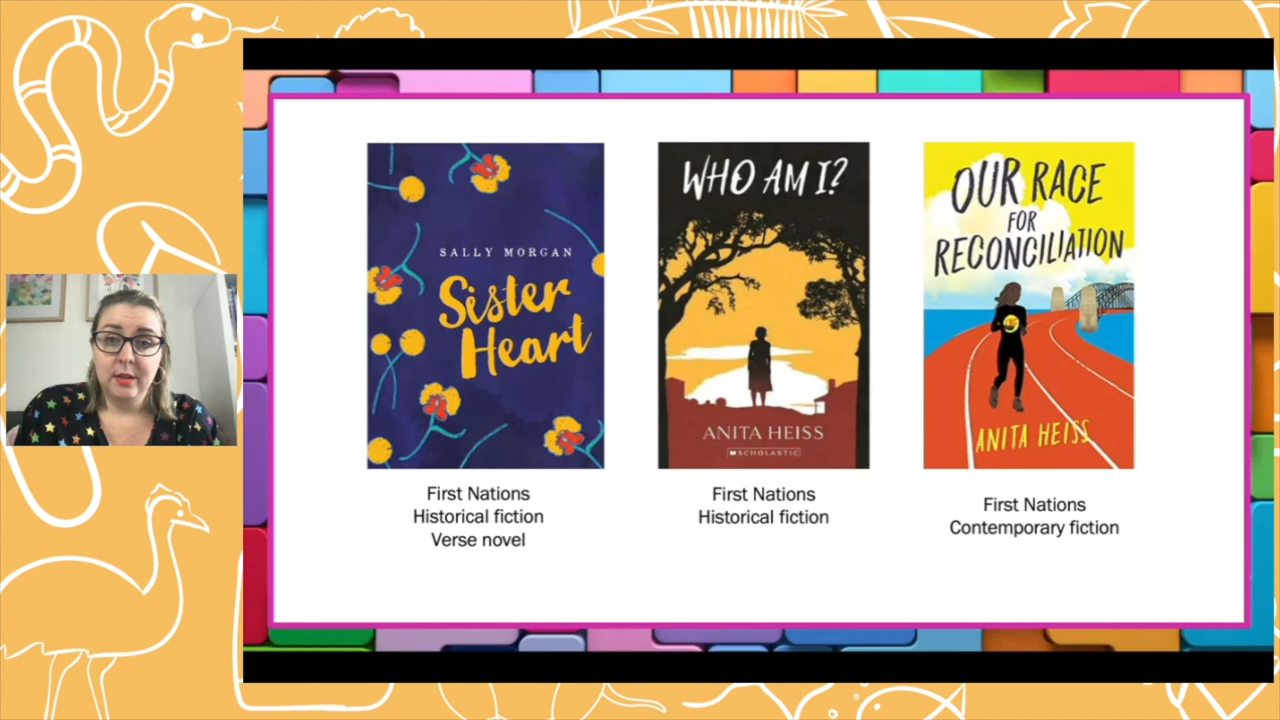 SALLY MORGAN
Sister
Heart
First Nations
Historical fiction
Verse novel
WHO AM I?
ANITA HEISS
SCHOLASTIC
First Nations
Historical fiction
OUR RACE
FOR
RECONCILIATION
ANITA HEISS
First Nations
Contemporary fiction